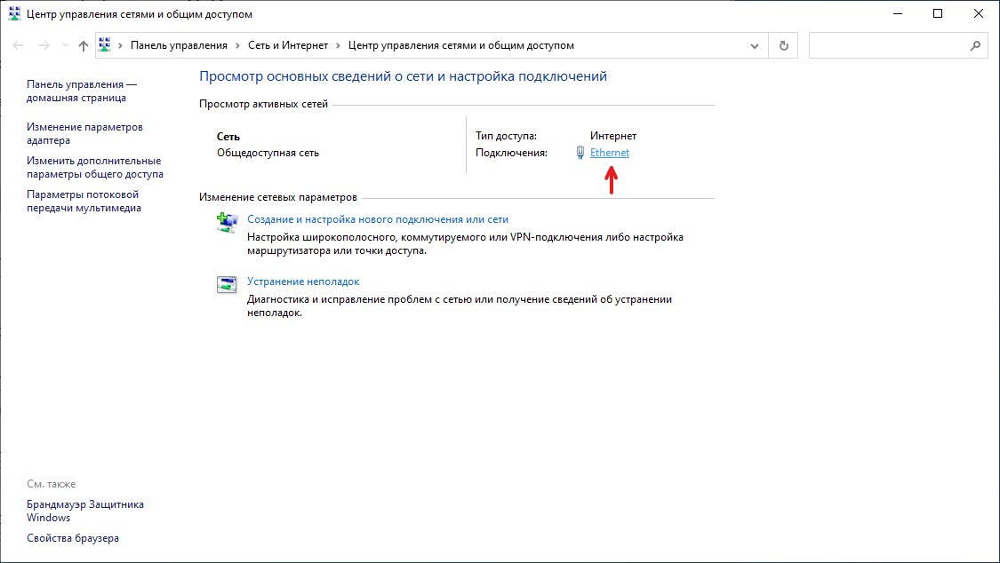 Центр управления сетями и общим доступом
Панель управления > Сеть и Интернет > Центр управления сетями и общим доступом
Панель управления —
домашняя страница
Изменение параметров
адаптера
Изменить дополнительные
параметры общего доступа
Параметры потоковой
передачи мультимедиа
Просмотр основных сведений о сети и настройка подключений
Просмотр активных сетей
Сеть
Общедоступная сеть
Тип доступа: Интернет
Подключения: Ethernet
Изменение сетевых параметров
Создание и настройка нового подключения или сети
Настройка широкополосного, коммутируемого или VPN-подключения либо настройка
маршрутизатора или точки доступа.
Устранение неполадок
Диагностика и исправление проблем с сетью или получение сведений об устранении
неполадок.
См. также
Брандмауэр Защитника
Windows
Свойства браузера